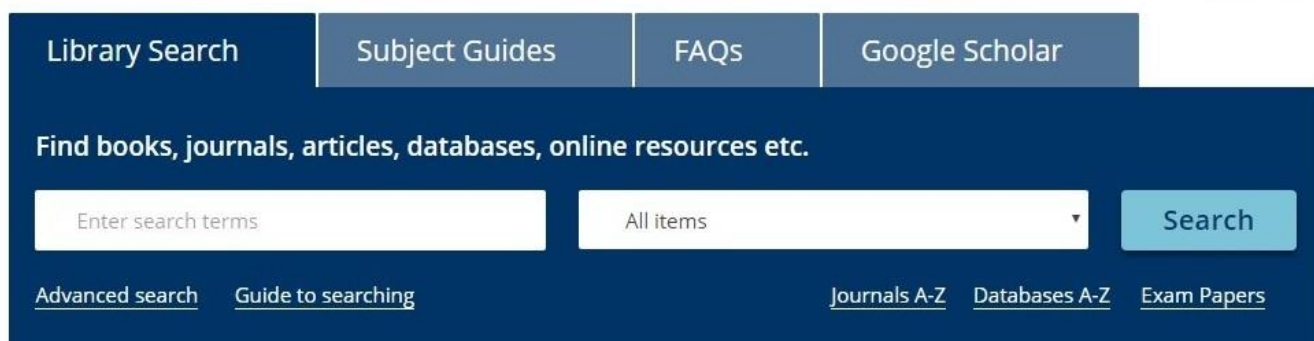 Library Search Subject Guides FAQs Google Scholar
Find books, journals, articles, databases, online resources etc.
Enter search terms All items Search
Advanced search Guide to searching Journals A-Z Databases A-Z Exam Papers